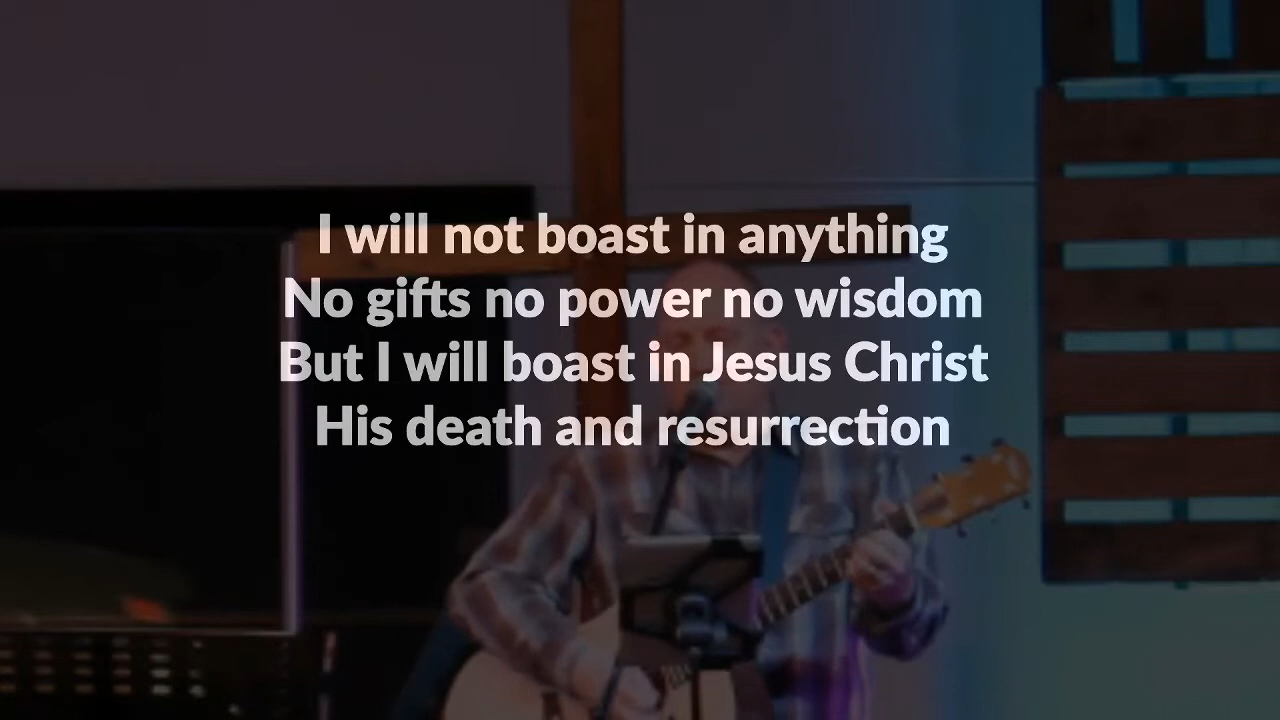 I will not boast in anything
No gifts no power no wisdom
But I will boast in Jesus Christ
His death and resurrection